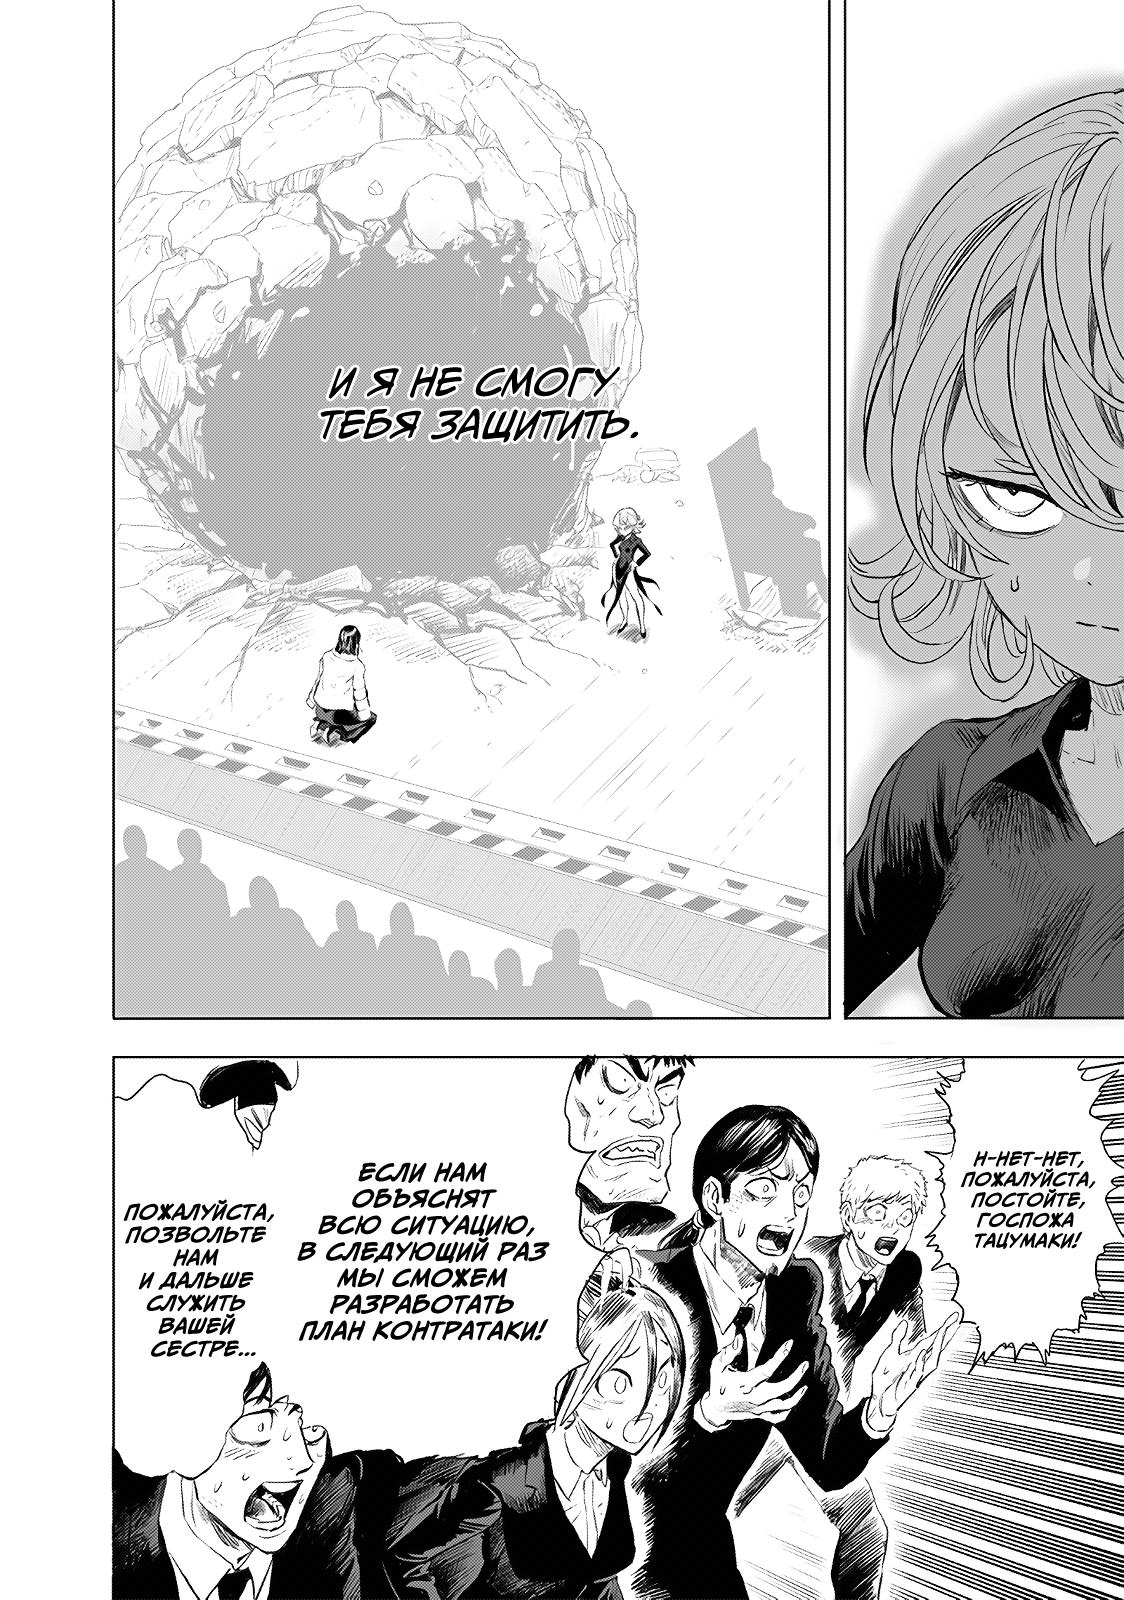 И Я НЕ СМОГУ
ТЕБЯ ЗАЩИТИТЬ.
Н-НЕТ-НЕТ,
ПОЖАЛУЙСТА,
ПОСТОЙТЕ,
ГОСПОЖА
ТАЦУМАКИ!
ЕСЛИ НАМ
ОБЪЯСНЯТ
ВСЮ СИТУАЦИЮ,
В СЛЕДУЮЩИЙ РАЗ
МЫ СМОЖЕМ
РАЗРАБОТАТЬ
ПЛАН КОНТРАТАКИ!
ПОЖАЛУЙСТА,
ПОЗВОЛЬТЕ
НАМ
И ДАЛЬШЕ
СЛУЖИТЬ
ВАШЕЙ
СЕСТРЕ...